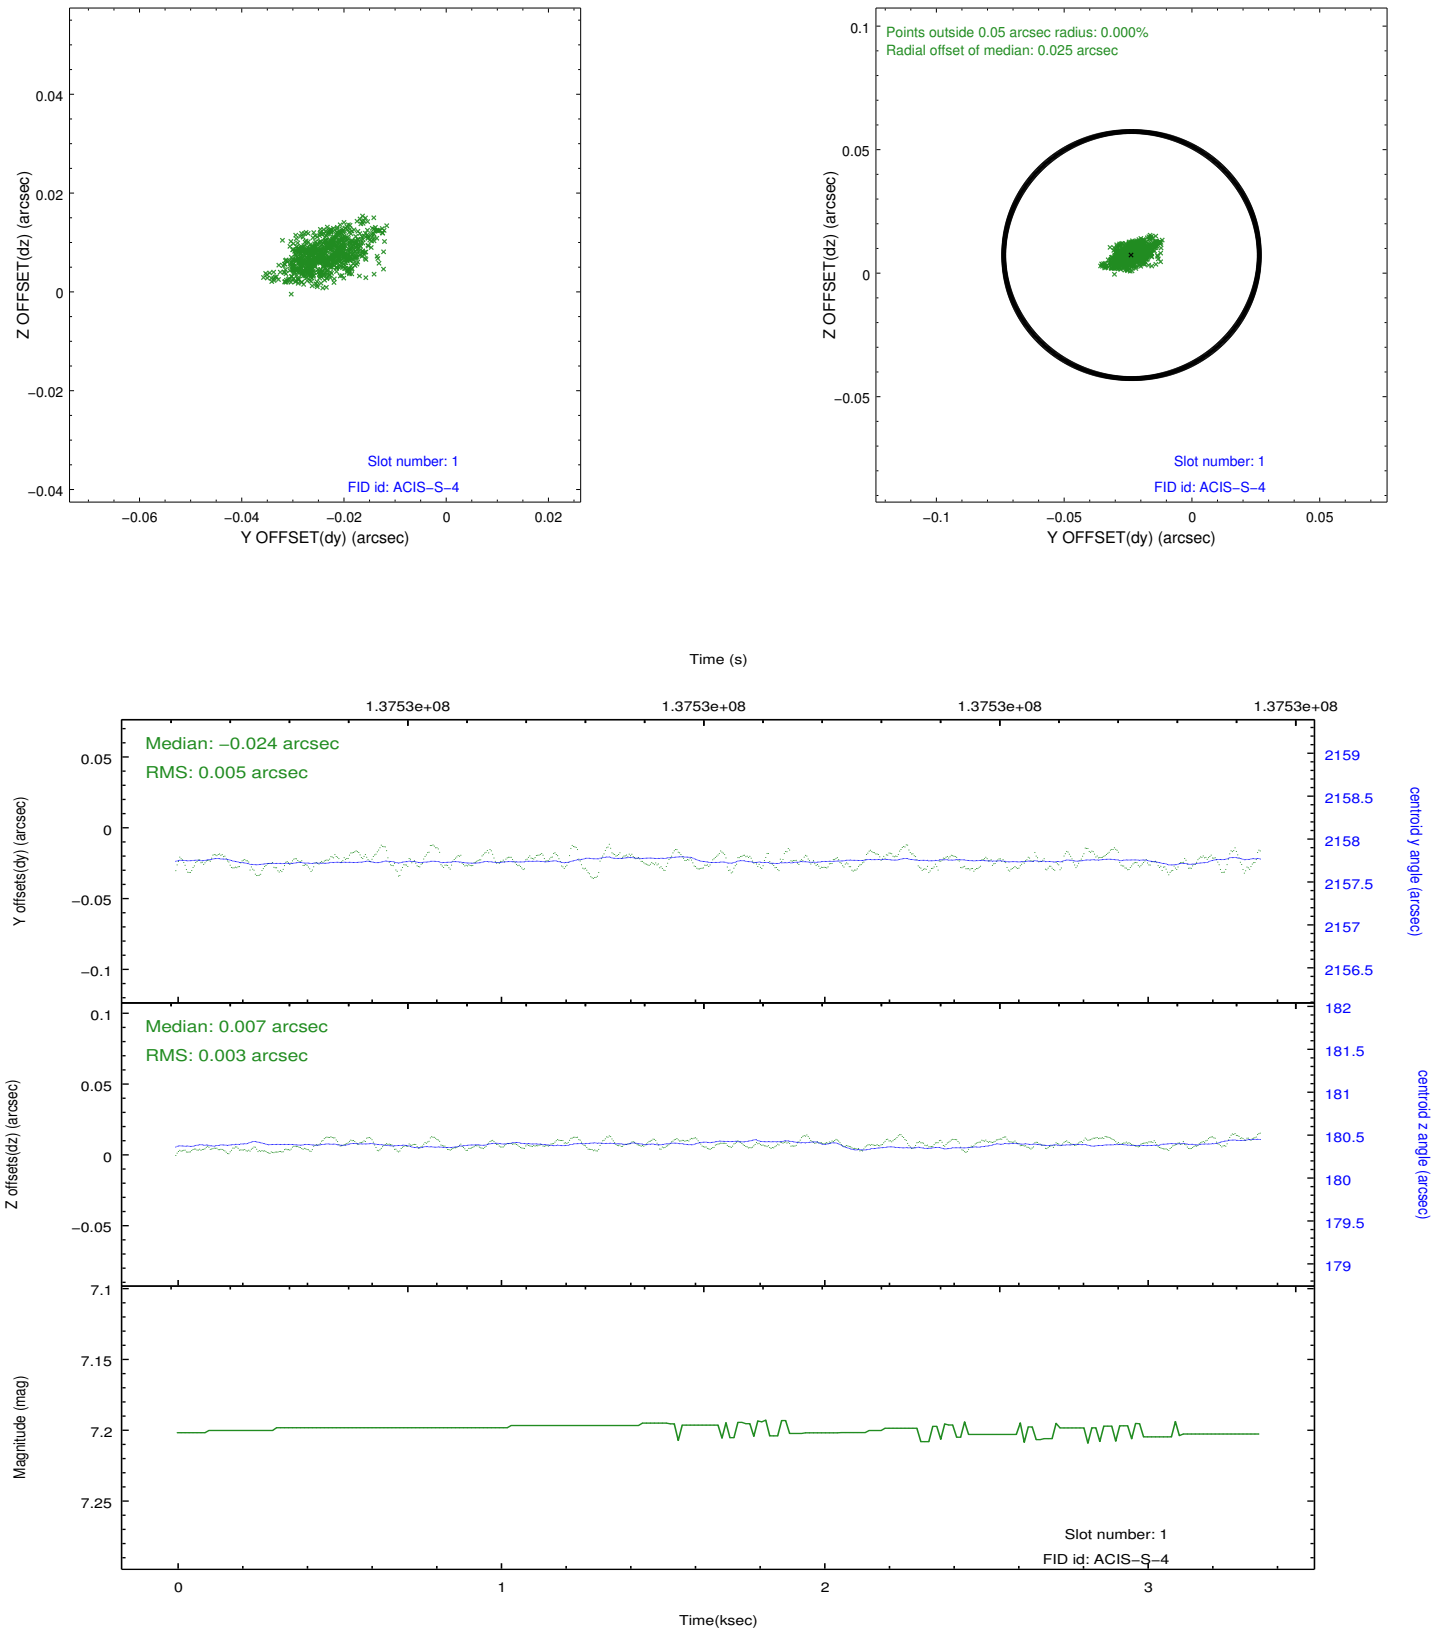 0.04
0.02
0
−0.02
−0.04
Z OFFSET(dz) (arcsec)
Slot number: 1
FID id: ACIS−S−4
−0.06
−0.04
−0.02
0
0.02
Y OFFSET(dy) (arcsec)
Points outside 0.05 arcsec radius: 0.000%
Radial offset of median: 0.025 arcsec
0.1
0.05
0
−0.05
Z OFFSET(dz) (arcsec)
Slot number: 1
FID id: ACIS−S−4
−0.1
−0.05
0
0.05
Y OFFSET(dy) (arcsec)
Time (s)
1.3753e+08
1.3753e+08
1.3753e+08
1.3753e+08
Median: −0.024 arcsec
RMS: 0.005 arcsec
0.05
0
−0.05
−0.1
Y offsets(dy) (arcsec)
2159
2158.5
2158
2157.5
2157
2156.5
centroid y angle (arcsec)
Median: 0.007 arcsec
RMS: 0.003 arcsec
0.1
0.05
0
−0.05
Z offsets(dz) (arcsec)
182
181.5
181
180.5
180
179.5
179
centroid z angle (arcsec)
7.1
7.15
7.2
7.25
Magnitude (mag)
Slot number: 1
FID id: ACIS−S−4
0
1
2
3
Time(ksec)